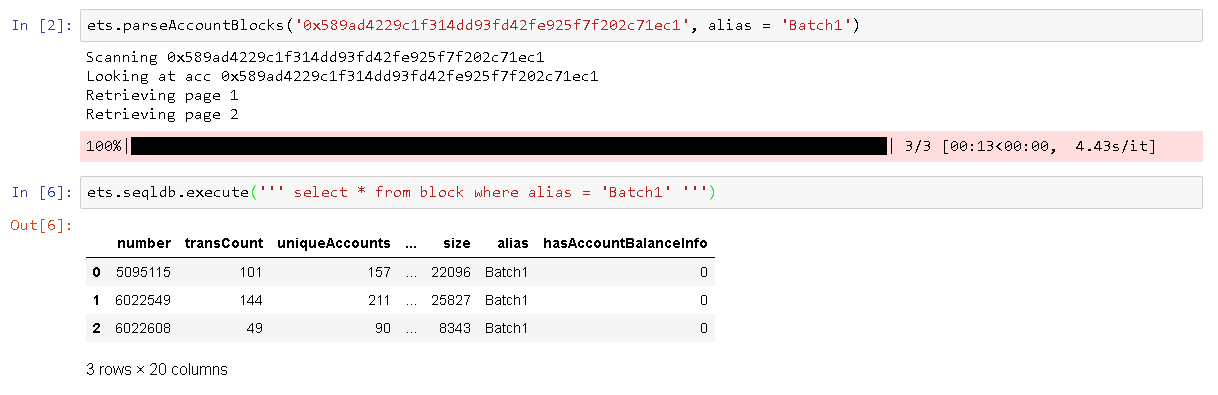 In [2]: ets.parseAccountBlocks('0x589ad4229c1f314dd93fd42fe925f7f202c71ec1', alias = 'Batch1')
Scanning 0x589ad4229c1f314dd93fd42fe925f7f202c71ec1
Looking at acc 0x589ad4229c1f314dd93fd42fe925f7f202c71ec1
Retrieving page 1
Retrieving page 2
100%|██████████| 3/3 [00:13<00:00,  4.43s/it]
In [6]: ets.seqldb.execute(''' select * from block where alias = 'Batch1' ''')
Out[6]:
number transCount uniqueAccounts ... size alias hasAccountBalanceInfo
0 5095115 101 157 ... 22096 Batch1 0
1 6022549 144 211 ... 25827 Batch1 0
2 6022608 49 90 ... 8343 Batch1 0
3 rows × 20 columns